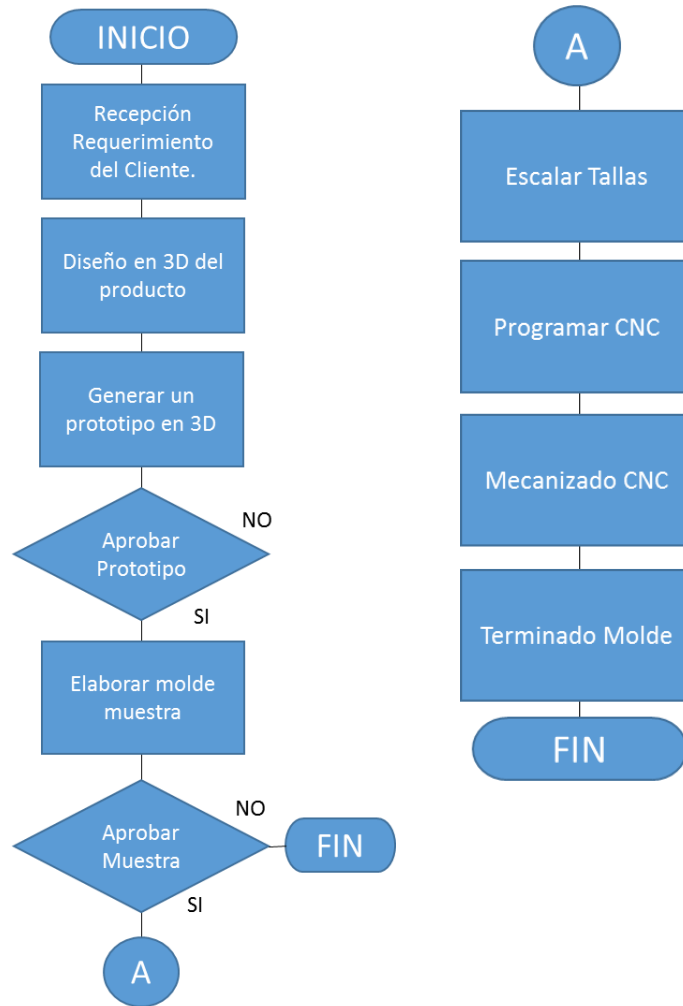 INICIO
Recepción
Requerimiento
del Cliente.
Diseño en 3D del
producto
Generar un
prototipo en 3D
NO
Aprobar
Prototipo
SI
Elaborar molde
muestra
NO
Aprobar
Muestra
FIN
SI
A
A
Escalar Tallas
Programar CNC
Mecanizado CNC
Terminado Molde
FIN